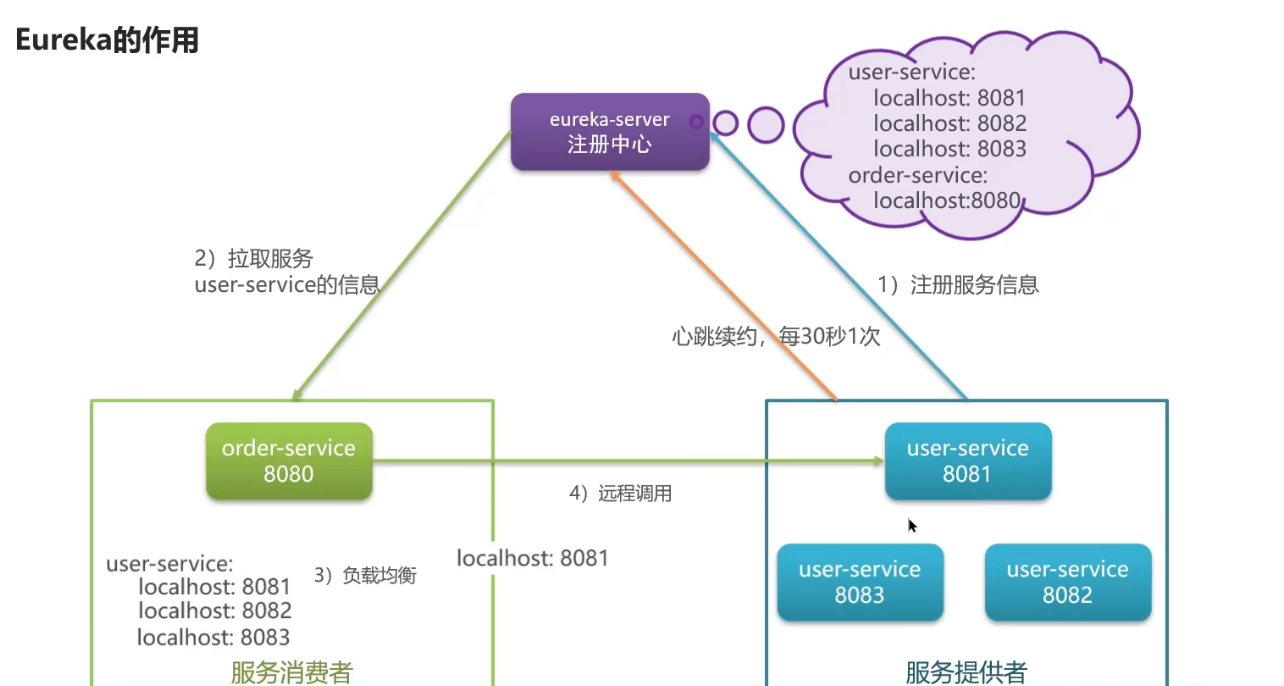 Eureka的作用
eureka-server
注册中心
user-service:
localhost: 8081
localhost: 8082
localhost: 8083
order-service:
localhost:8080
2）拉取服务
user-service的信息
1）注册服务信息
心跳续约，每30秒1次
order-service
8080
user-service
8081
4）远程调用
user-service:
localhost: 8081
localhost: 8082
localhost: 8083
3）负载均衡
localhost: 8081
user-service
8083
user-service
8082
服务消费者
服务提供者